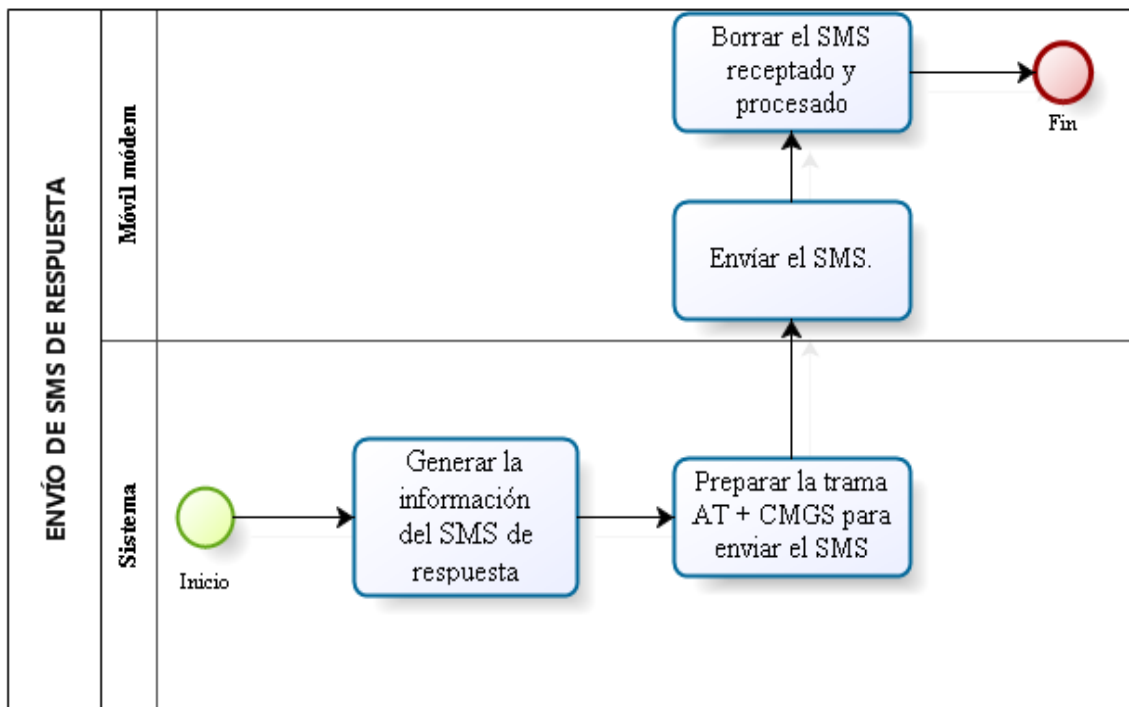 ENVÍO DE SMS DE RESPUESTA
Móvil módem
Borrar el SMS
receptado y
procesado
Fin
Envíar el SMS.
Sistema
Inicio
Generar la
información
del SMS de
respuesta
Preparar la trama
AT + CMGS para
enviar el SMS